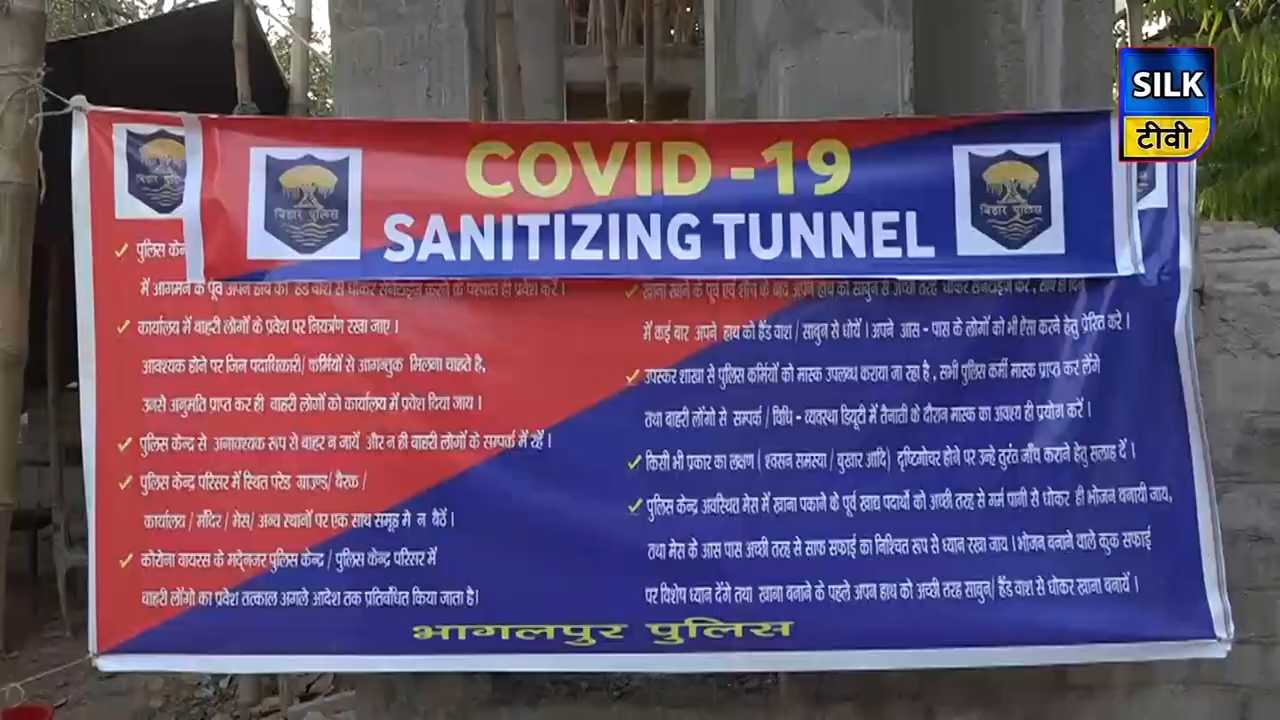 SILK
टीवी
COVID -19
SANITIZING TUNNEL
बिहार पुलिस
बिहार पुलिस
बिहार पुलिस
पुलिस केन
में आगमन के पूर्व अपन हाथ को हैंड वाश से धोकर सेनेटाइज करने के पश्चात ही प्रवेश करें।
कार्यालय में बाहरी लोगों के प्रवेश पर नियत्रंण रखा जाए।
आवश्यक होने पर जिन पदाधिकारी/ कर्मियों से आगन्तुक मिलना चाहते है,
उनसे अनुमति प्राप्त कर ही बाहरी लोगों को कार्यालय में प्रवेश दिया जाय।
पुलिस केन्द्र से अनावश्यक रूप से बाहर न जायें और न ही बाहरी लोगों के सम्पर्क में रहें।
पुलिस केन्द्र परिसर में स्थित परेड ग्राउण्ड/ बैरक/
कार्यालय/ मंदिर/ मेस/ अन्य स्थानों पर एक साथ समूह में न बैठें।
कोरोना वायरस के मद्देनजर पुलिस केन्द्र / पुलिस केन्द्र परिसर में
बाहरी लोंगो का प्रवेश तत्काल अगले आदेश तक प्रतिबंधित किया जाता है।
खाना खाने के पूर्व एवं शौच के बाद अपन हाथ को साबुन से अच्छी तरह धोकर सेनटाइज करें, साथ ही दिन
में कई बार अपने हाथ को हैंड वाश / साबुन से धोयें। अपने आस - पास के लोगों को भी ऐसा करने हेतु प्रेरित करे।
उपस्कर शाखा से पुलिस कर्मियों को मास्क उपलब्ध कराया जा रहा है, सभी पुलिस कर्मी मास्क प्राप्त कर लेंगे
तथा बाहरी लोंगो से सम्पर्क / विधि - व्यवस्था डियूटी में तैनाती के दौरान मास्क का अवश्य ही प्रयोग करें।
किसी भी प्रकार का लक्षण ( श्वसन समस्या / बुखार आदि) दृष्टिगोचर होने पर उन्हे तुरंत जाँच कराने हेतु सलाह दें।
पुलिस केन्द्र अवस्थित मेस में खाना पकाने के पूर्व खाद्य पदार्थो को अच्छी तरह से गर्म पानी से धोकर ही भोजन बनायी जाय,
तथा मेस के आस पास अच्छी तरह से साफ सफाई का निश्चित रूप से ध्यान रखा जाय। भोजन बनाने वाले कुक सफाई
पर विशेष ध्यान देंगे तथा खाना बनाने के पहले अपन हाथ को अच्छी तरह साबुन/ हैंड वाश से धोकर खाना बनायें।
भागलपुर पुलिस